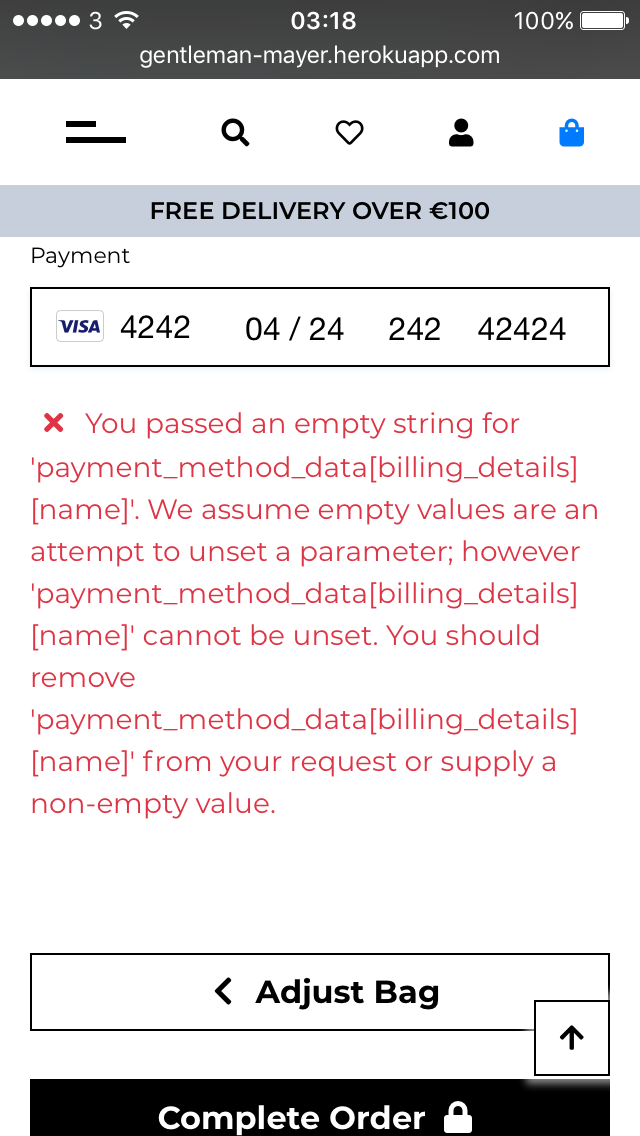 3 03:18 100%
gentleman-mayer.herokuapp.com
FREE DELIVERY OVER €100
Payment
VISA 4242 04 / 24 242 42424
You passed an empty string for
'payment_method_data[billing_details]
[name]'. We assume empty values are an
attempt to unset a parameter; however
'payment_method_data[billing_details]
[name]' cannot be unset. You should
remove
'payment_method_data[billing_details]
[name]' from your request or supply a
non-empty value.
Adjust Bag
Complete Order